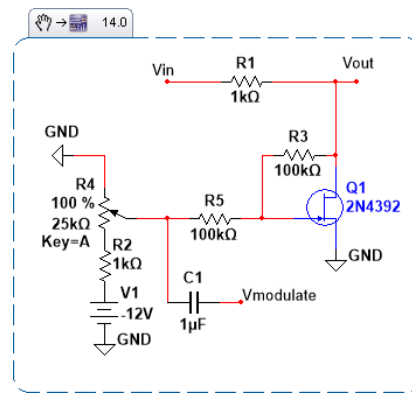 14.0
Vin
R1
1kΩ
Vout
GND
R4
100 %
25kΩ
Key=A
R3
100kΩ
R5
100kΩ
Q1
2N4392
R2
1kΩ
GND
C1
1µF
Vmodulate
V1
-12V
GND